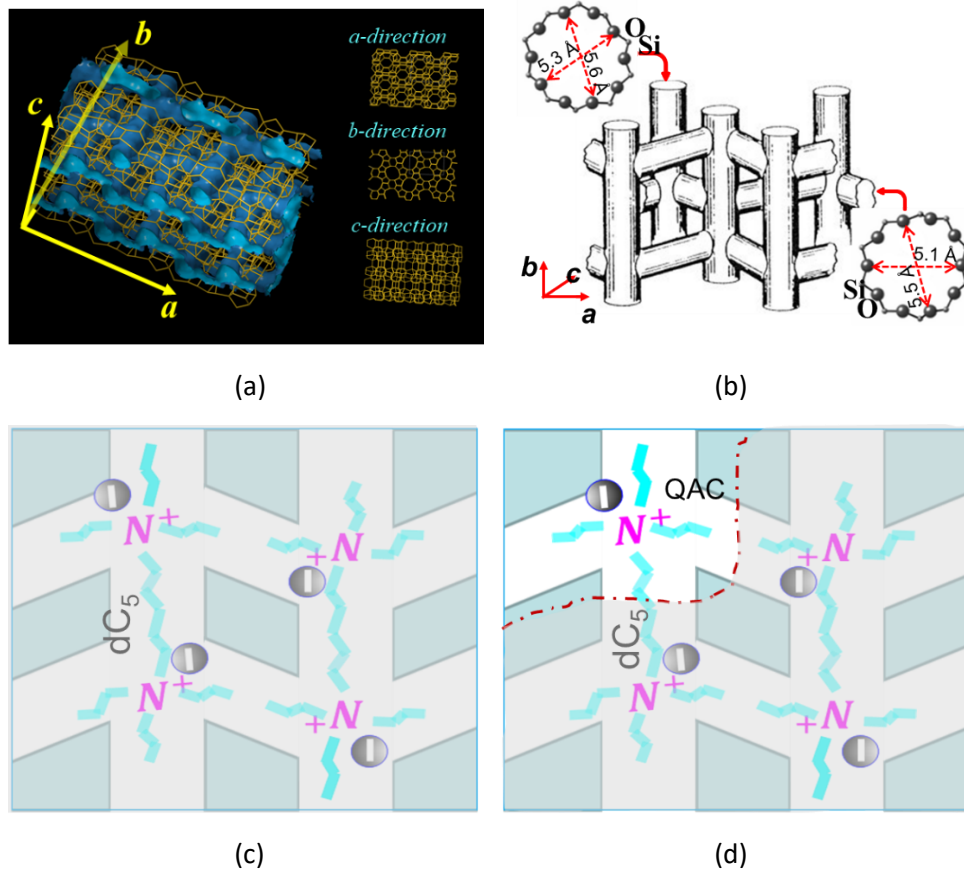 b
c
a
a-direction
b-direction
c-direction
(a)
O
Si
5.3 Å
5.6 Å
b
c
a
5.1 Å
5.5 Å
Si
O
(b)
N+
dC5
N+
+N
+N
(c)
QAC
N+
dC5
N+
+N
+N
(d)